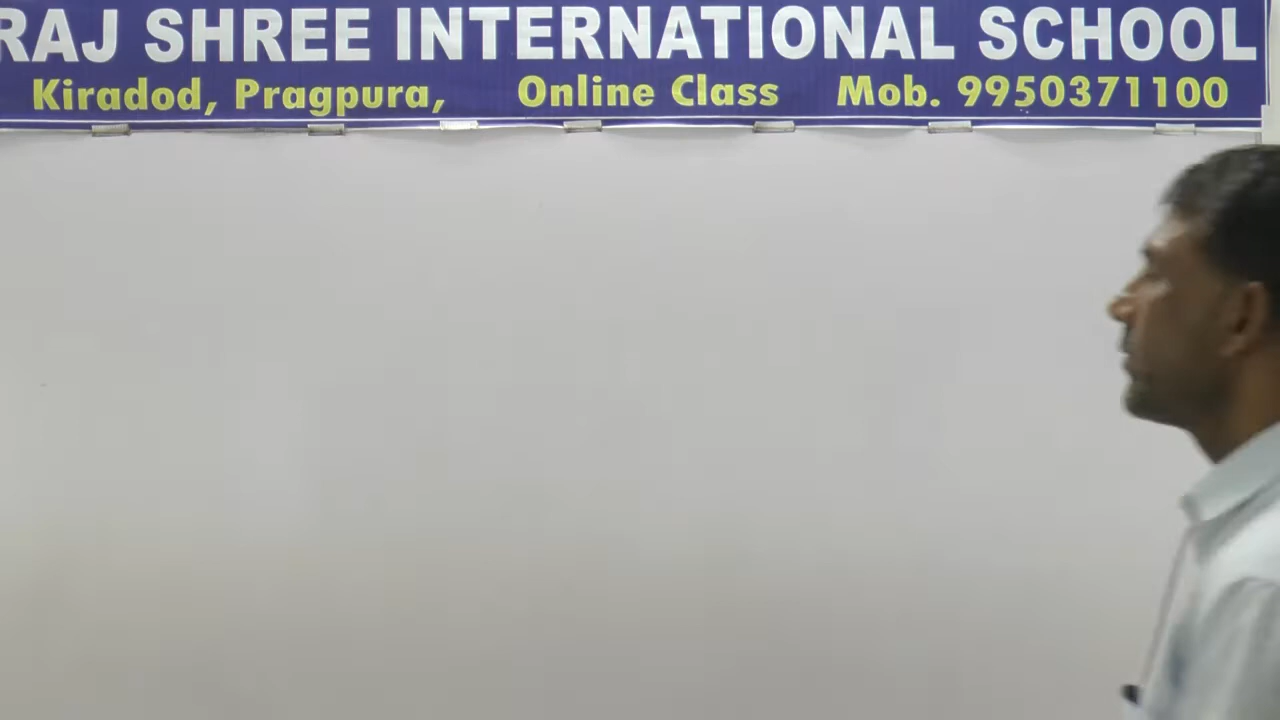 RAJ SHREE INTERNATIONAL SCHOOL
Kiradod, Pragpura, Online Class Mob. 9950371100